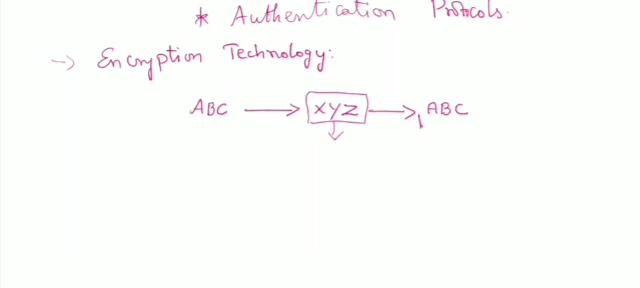 * Authentication Protocols.
-> Encryption Technology:
ABC -> XYZ -> ABC